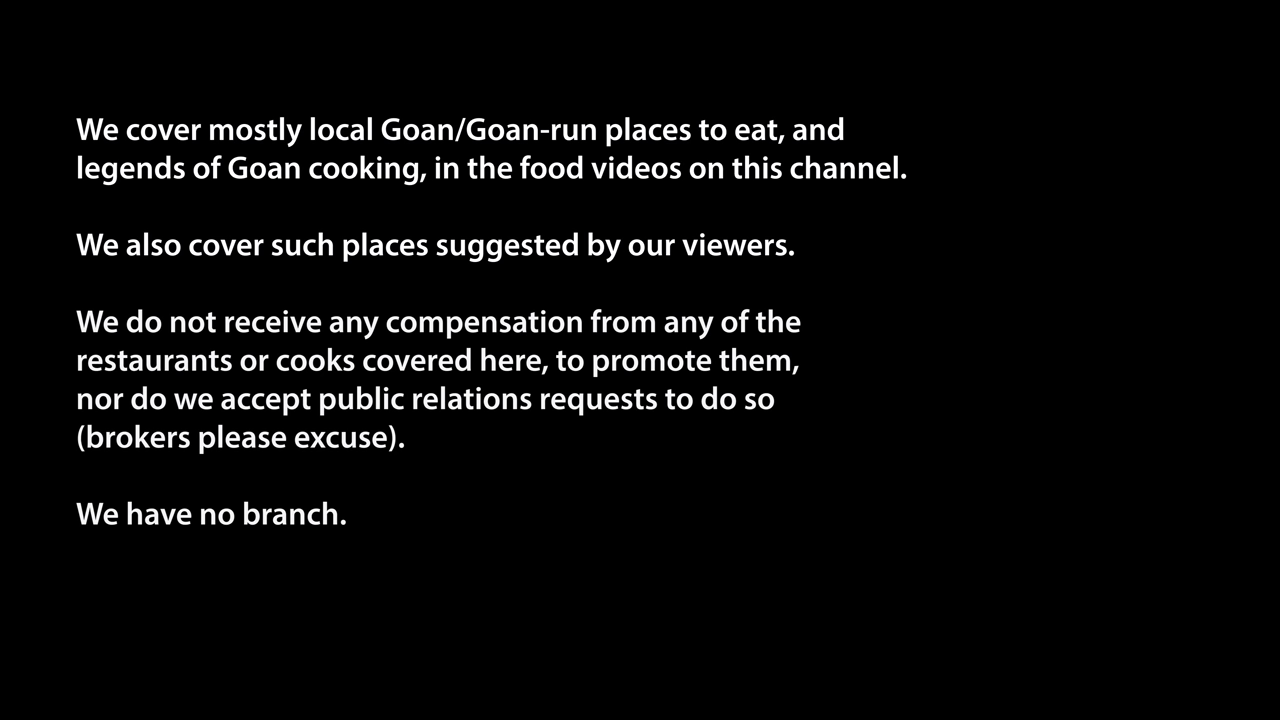 We cover mostly local Goan/Goan-run places to eat, and
legends of Goan cooking, in the food videos on this channel.
We also cover such places suggested by our viewers.
We do not receive any compensation from any of the
restaurants or cooks covered here, to promote them,
nor do we accept public relations requests to do so
(brokers please excuse).
We have no branch.